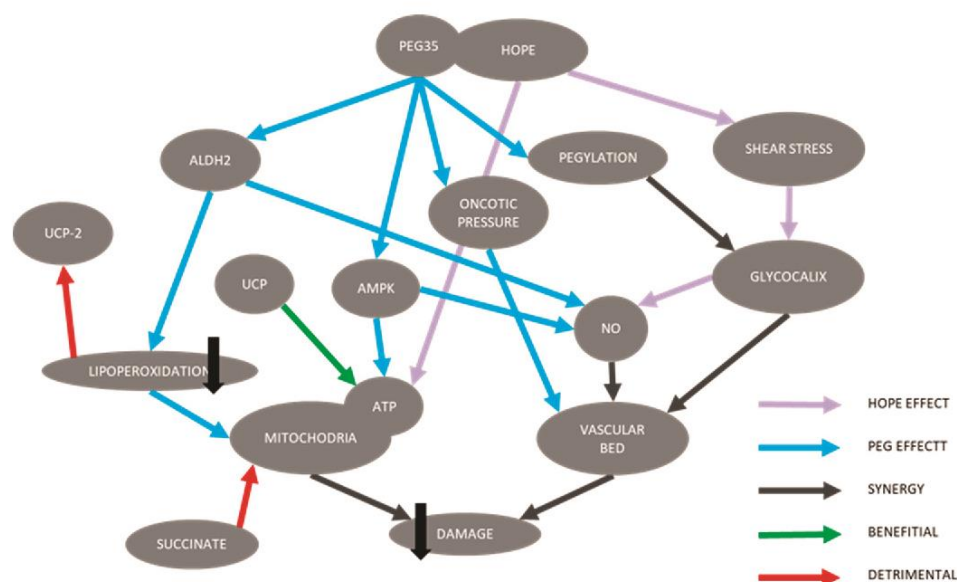 PEG35
HOPE
ALDH2
PEGYLATION
SHEAR STRESS
ONCOTIC
PRESSURE
UCP-2
UCP
AMPK
GLYCOCALIX
NO
LIPOPEROXIDATION
ATP
MITOCHODRIA
VASCULAR
BED
SUCCINATE
DAMAGE
HOPE EFFECT
PEG EFFECTT
SYNERGY
BENEFITIAL
DETRIMENTAL